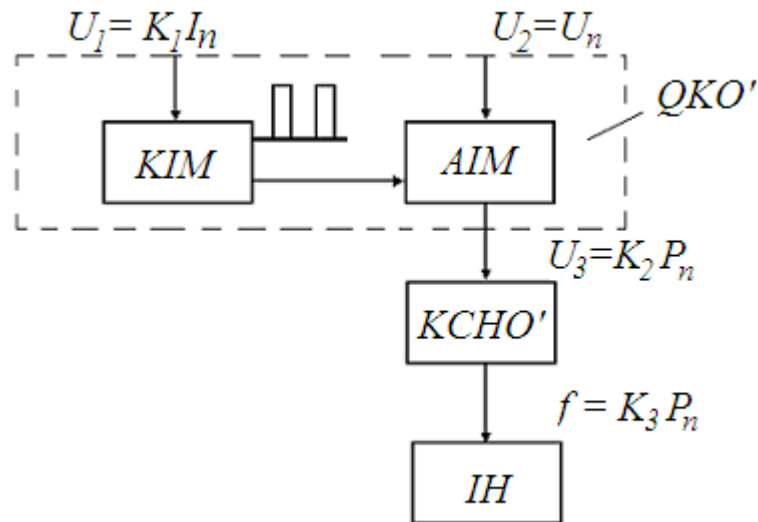 U₁ = K₁Iₙ
U₂ = Uₙ
QKO'
KIM
AIM
U₃=K₂Pₙ
KCHO'
f = K₃Pₙ
IH